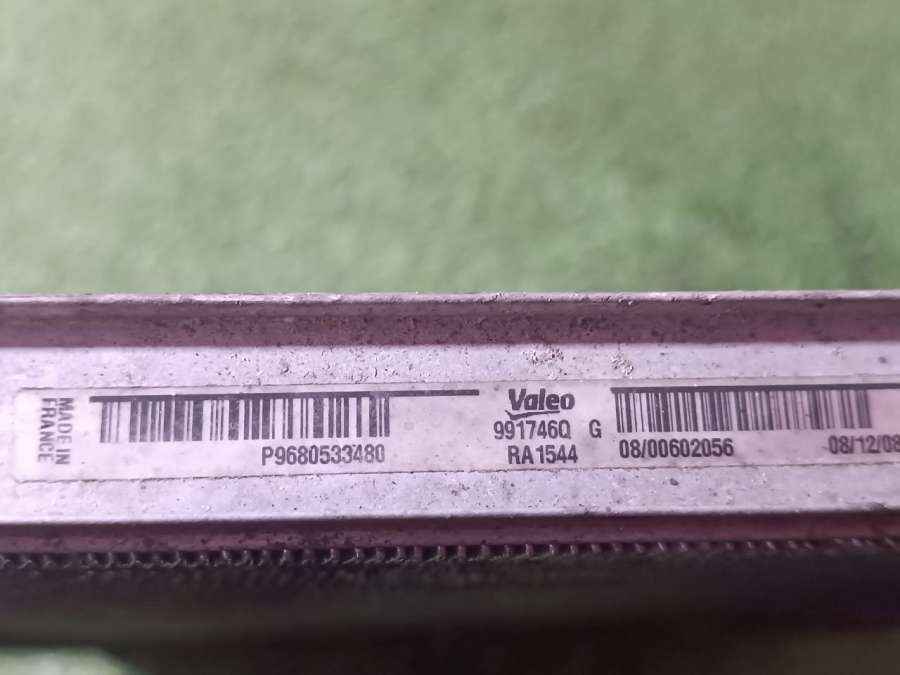 MADE IN
FRANCE
P9680533480
Valeo
991746Q G
RA1544
08/00602056
08/12/08